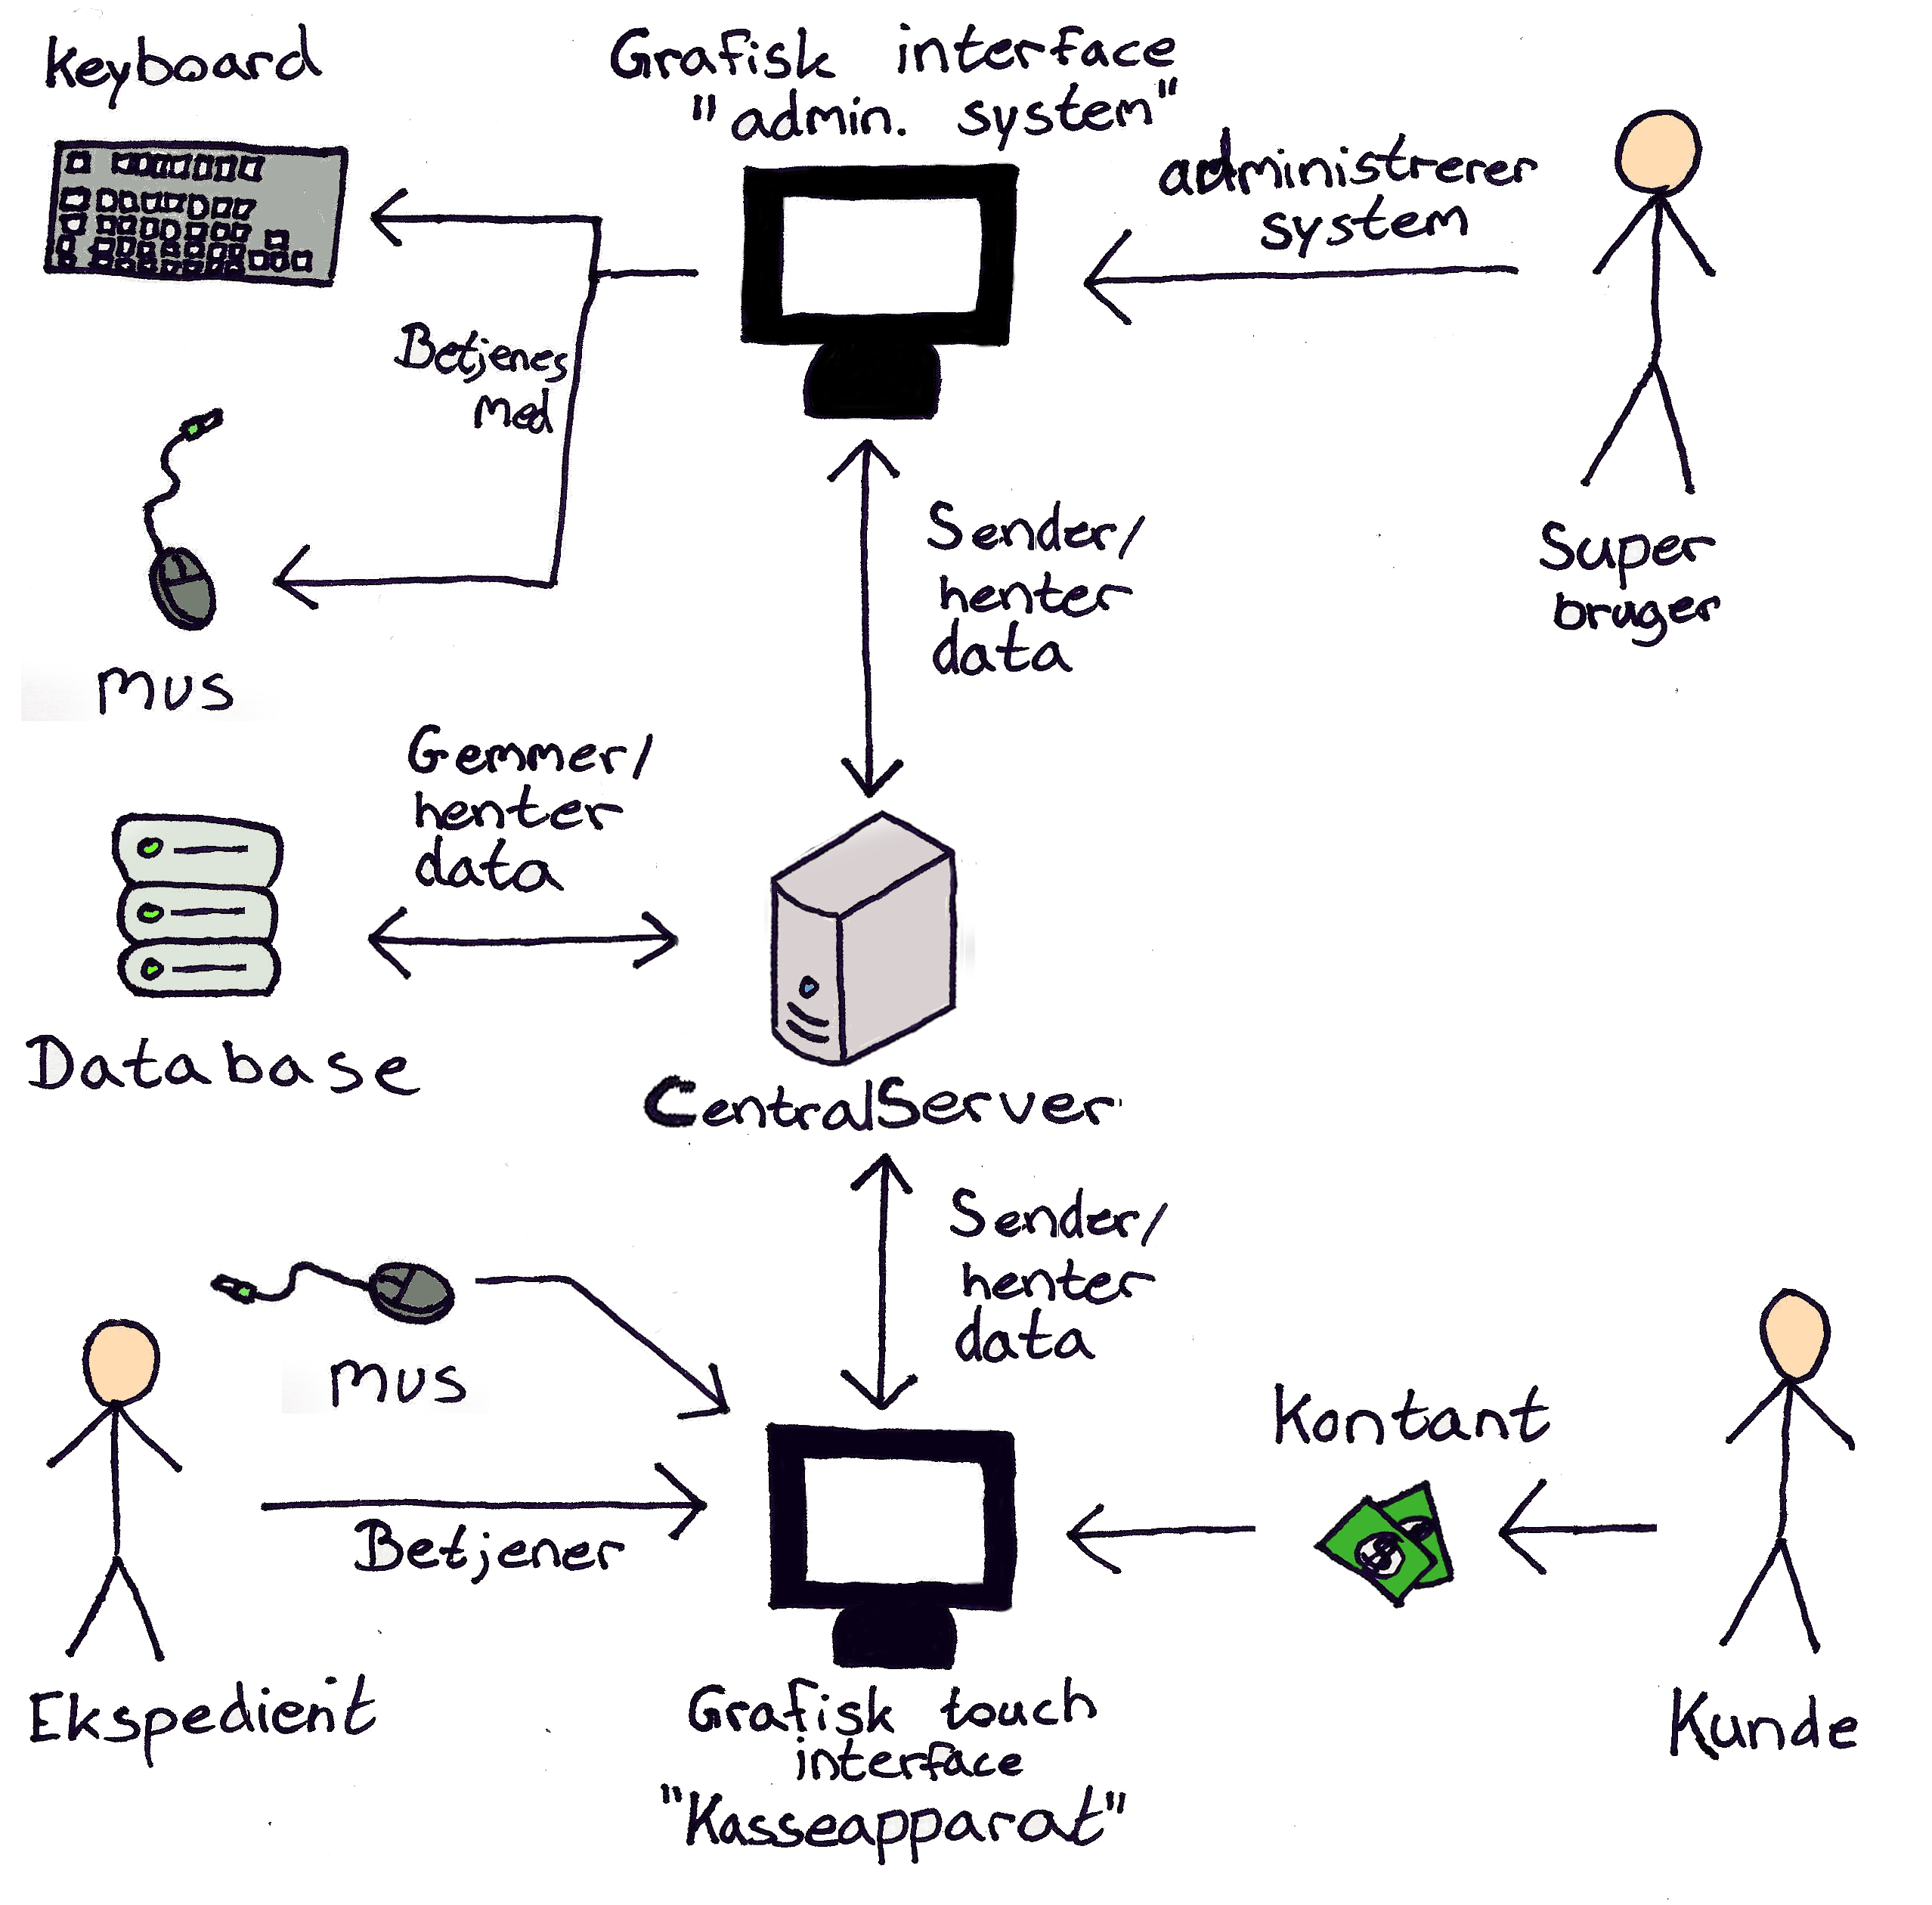 Keyboard
Grafisk interface
"admin. system"
administrerer
system
Betjenes
med
Super
bruger
Sender/
henter
data
mus
Gemmer/
henter
data
Database
CentralServer
Sender/
henter
data
mus
Kontant
Betjener
$
Ekspedient
Grafisk touch
interface
"Kasseapparat"
Kunde